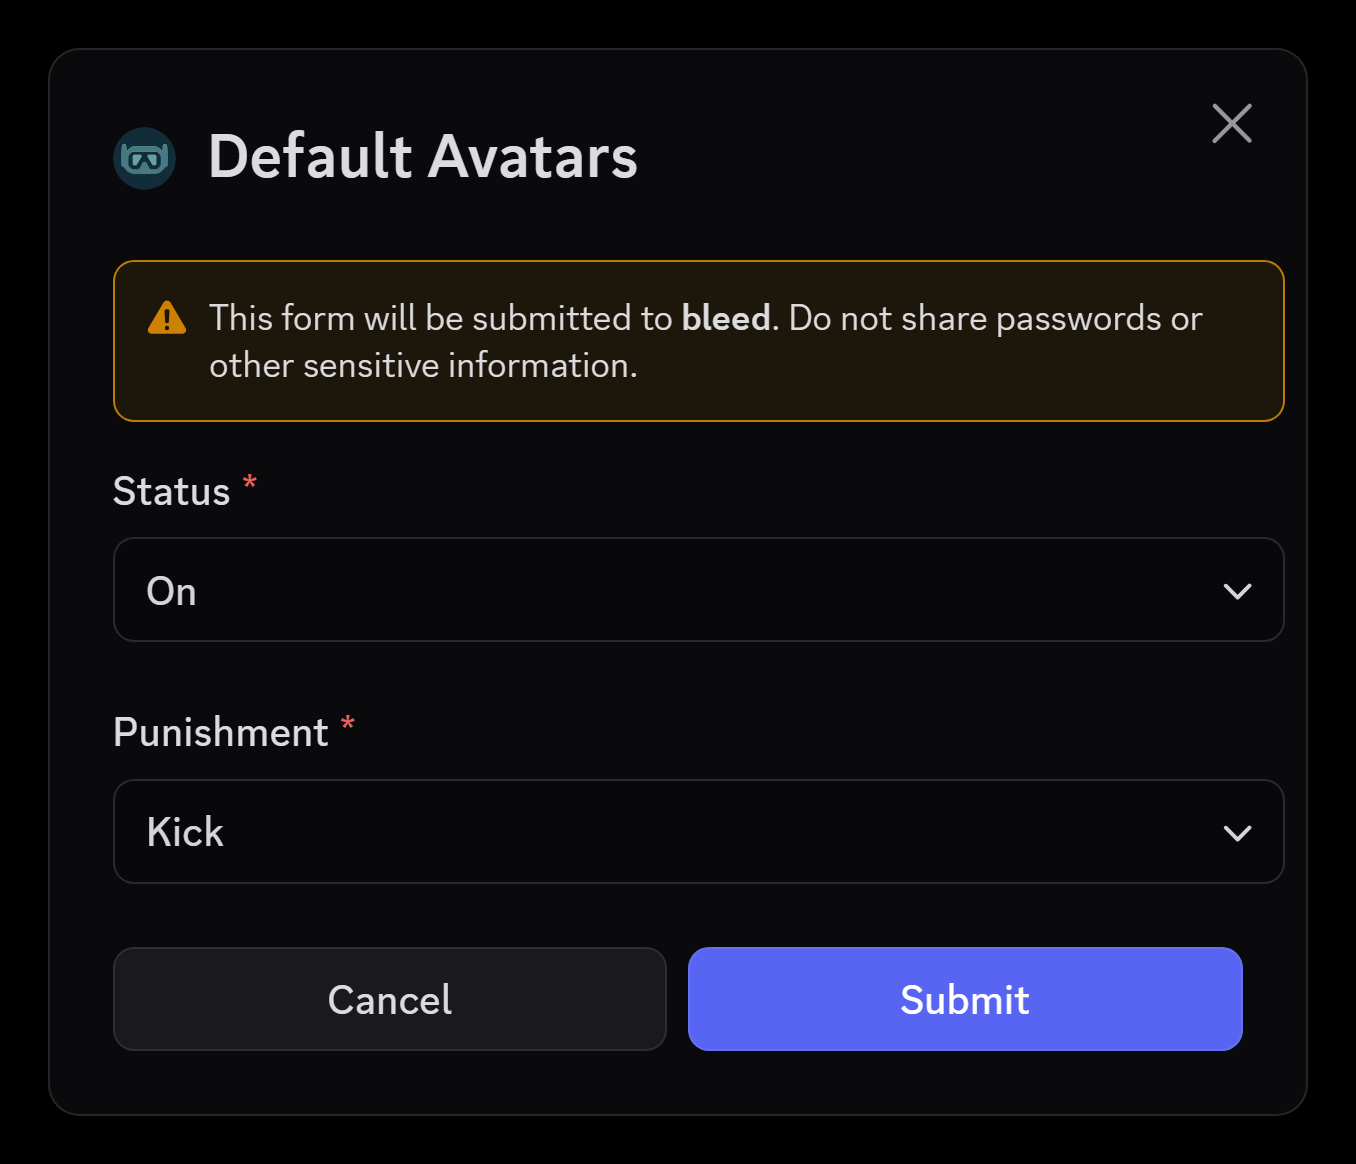 Default Avatars
This form will be submitted to bleed. Do not share passwords or
other sensitive information.
Status *
On
Punishment *
Kick
Cancel
Submit